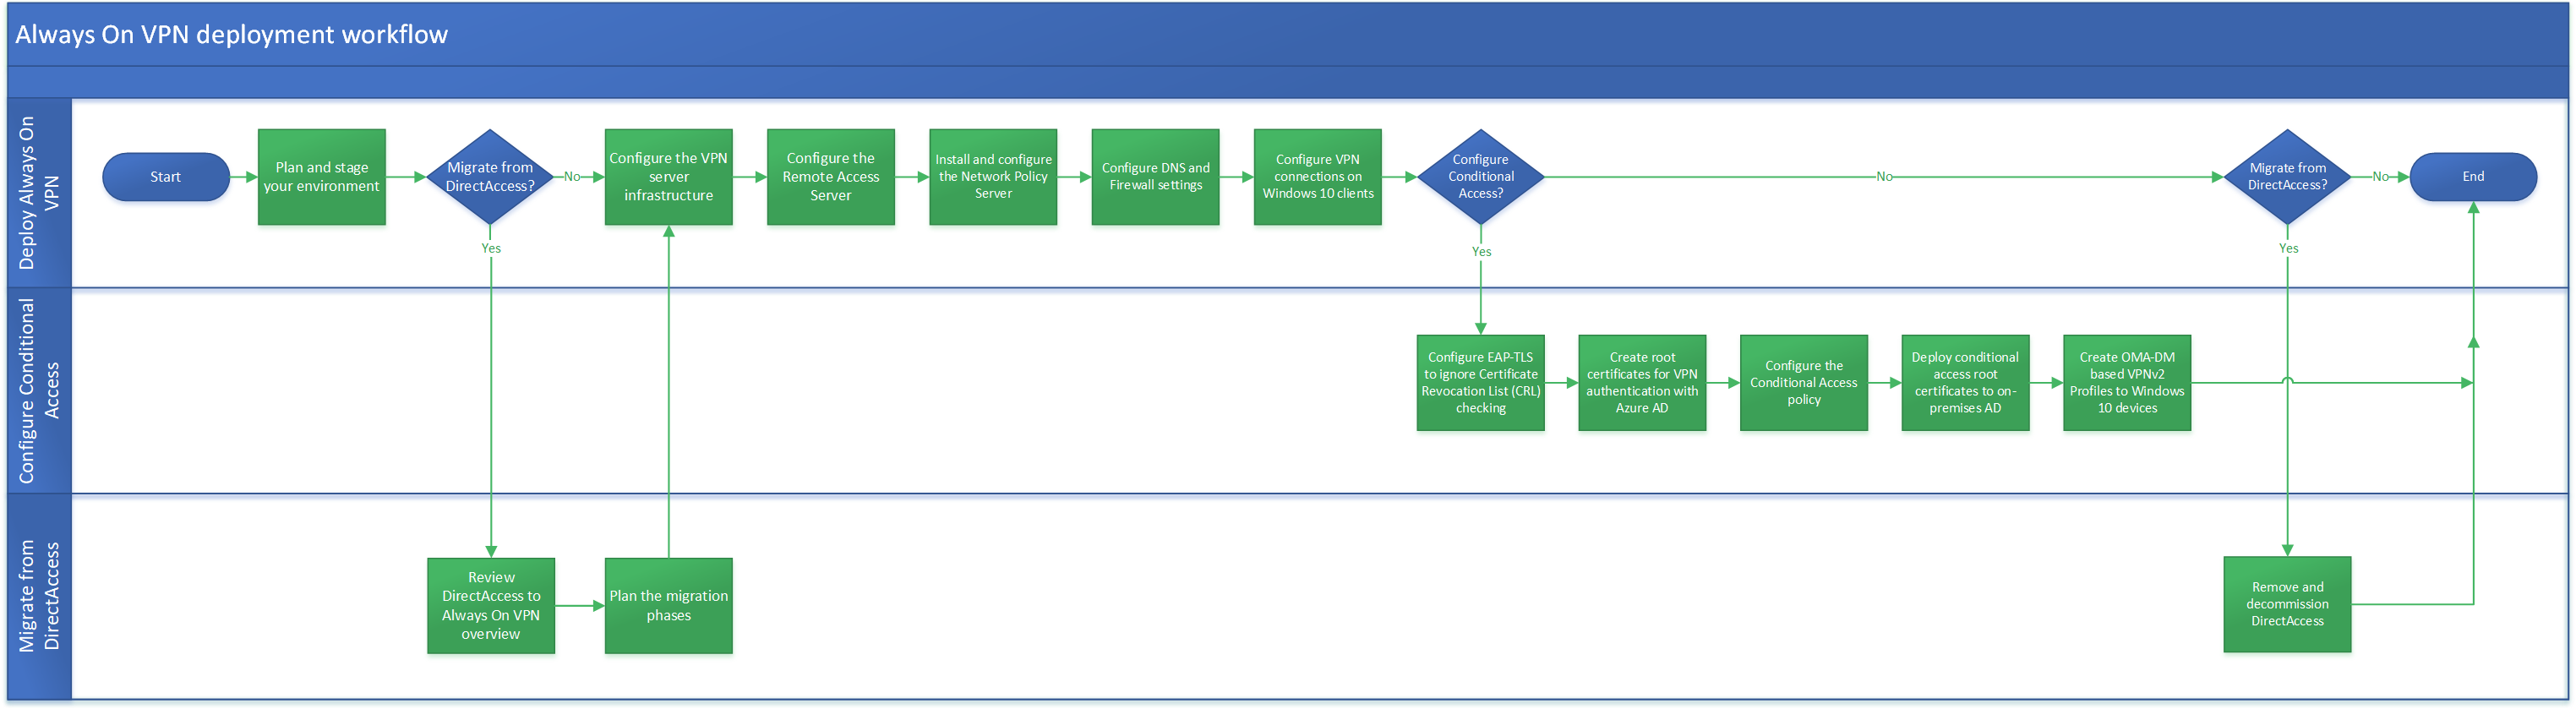 Always On VPN deployment workflow
Deploy Always On
VPN
Start
Plan and stage
your environment
Migrate from
DirectAccess?
No
Configure the VPN
server
infrastructure
Configure the
Remote Access
Server
Install and configure
the Network Policy
Server
Configure DNS and
Firewall settings
Configure VPN
connections on
Windows 10 clients
Configure
Conditional
Access?
No
Migrate from
DirectAccess?
No
End
Yes
Yes
Yes
Configure Conditional
Access
Configure EAP-TLS
to ignore Certificate
Revocation List (CRL)
checking
Create root
certificates for VPN
authentication with
Azure AD
Configure the
Conditional Access
policy
Deploy conditional
access root
certificates to on-
premises AD
Create OMA-DM
based VPNv2
Profiles to Windows
10 devices
Migrate from
DirectAccess
Review
DirectAccess to
Always On VPN
overview
Plan the migration
phases
Remove and
decommission
DirectAccess